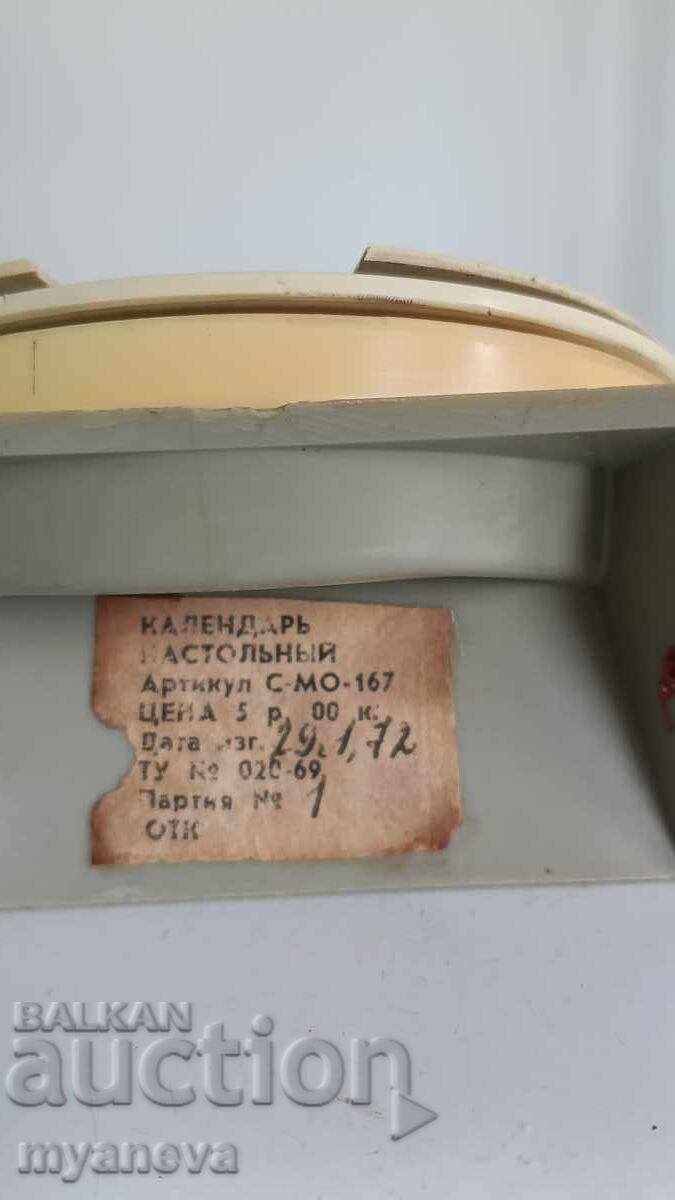 КАЛЕНДАРЬ
НАСТОЛЬНЫЙ
Артикул С-МО-167
ЦЕНА 5 р. 00 к.
Дата изг. 29.1.72
ТУ № 020-69
Партия № 1
ОТК
BALKAN
auction
myaneva